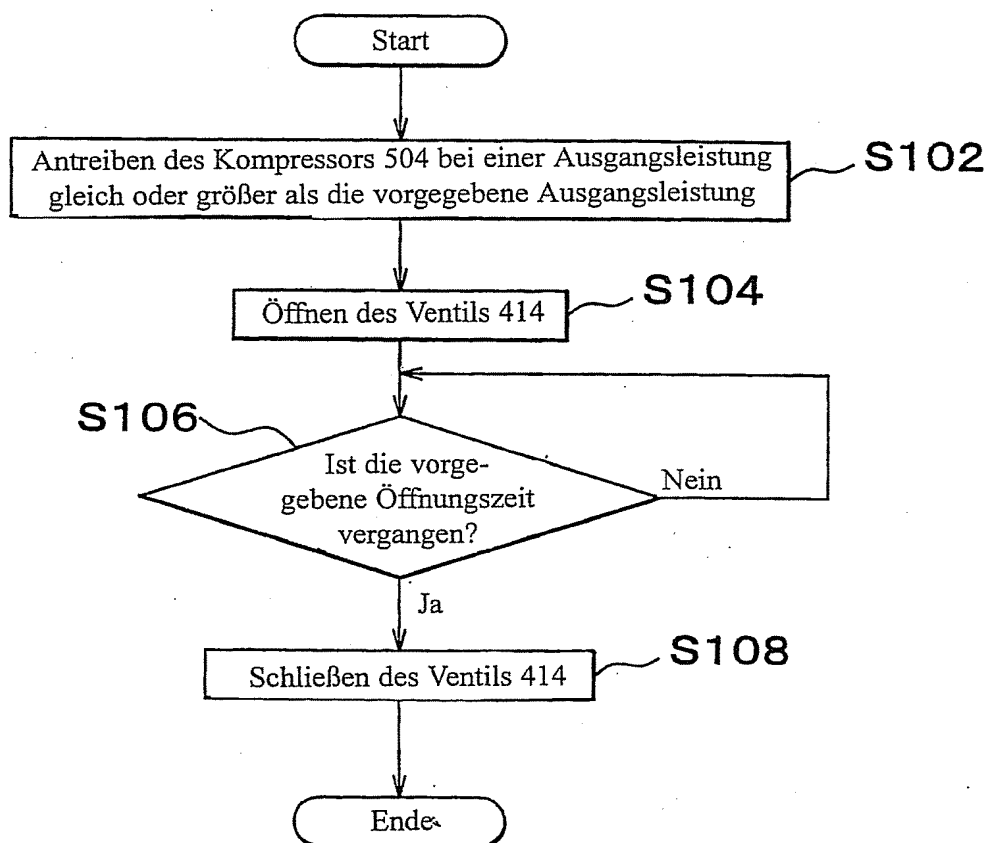 Start
Antreiben des Kompressors 504 bei einer Ausgangsleistung
gleich oder größer als die vorgegebene Ausgangsleistung
S102
Öffnen des Ventils 414
S104
S106
Ist die vorge-
gebene Öffnungszeit
vergangen?
Nein
Ja
Schließen des Ventils 414
S108
Ende